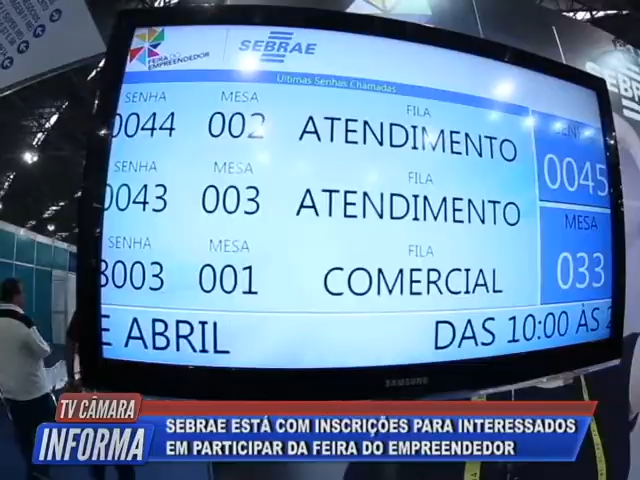 FEIRA DO
EMPREENDEDOR
SEBRAE
Últimas Senhas Chamadas
SENHA MESA FILA
0044 002 ATENDIMENTO
SENHA MESA FILA
0043 003 ATENDIMENTO
SENHA MESA FILA
8003 001 COMERCIAL
0045
MESA
033
E ABRIL DAS 10:00 ÀS
SAMSUNG
TV CÂMARA
INFORMA
SEBRAE ESTÁ COM INSCRIÇÕES PARA INTERESSADOS
EM PARTICIPAR DA FEIRA DO EMPREENDEDOR